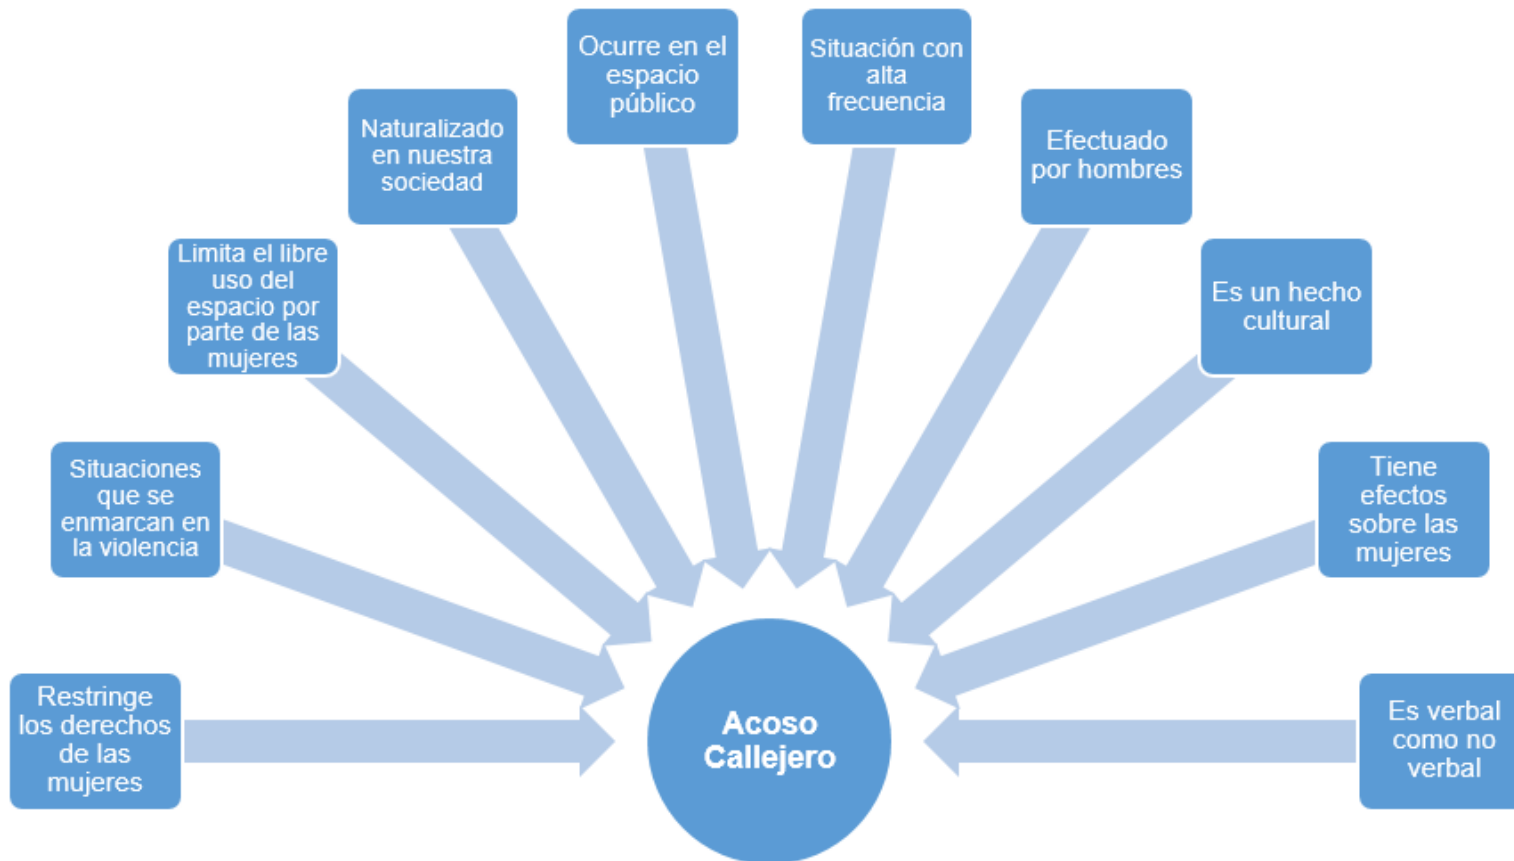 Restringe
los derechos
de las
mujeres
Situaciones
que se
enmarcan en
la violencia
Limita el libre
uso del
espacio por
parte de las
mujeres
Naturalizado
en nuestra
sociedad
Ocurre en el
espacio
público
Situación con
alta
frecuencia
Efectuado
por hombres
Es un hecho
cultural
Tiene
efectos
sobre las
mujeres
Es verbal
como no
verbal
Acoso
Callejero